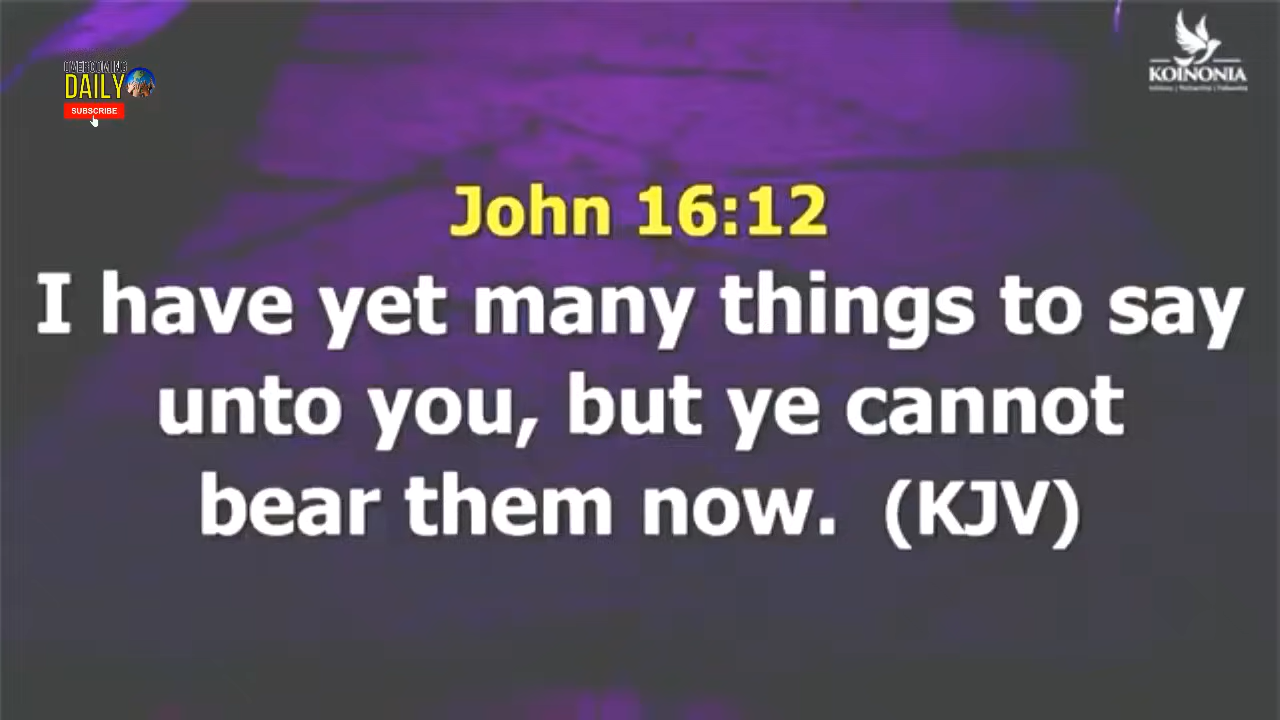 OVERCOMING
DAILY
SUBSCRIBE
KOINONIA
John 16:12
I have yet many things to say
unto you, but ye cannot
bear them now. (KJV)